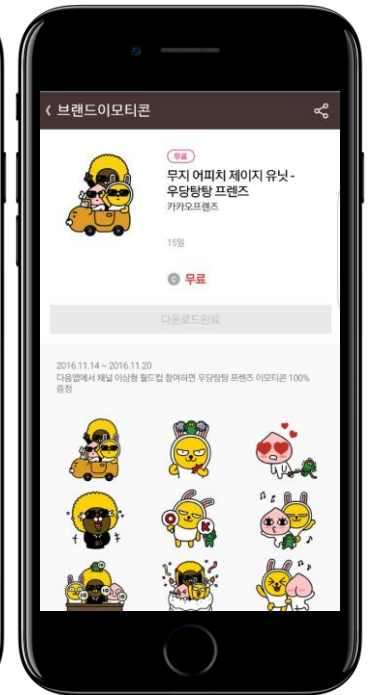 브랜드이모티콘
무료
무지 어피치 제이지 유닛-
우당탕탕 프렌즈
카카오프렌즈
15일
C 무료
다운로드완료
2016.11.14 ~ 2016.11.20
다음앱에서 채널 이상형 월드컵 참여하면 우당탕탕 프렌즈 이모티콘 100%
증정
O K
10 10 10